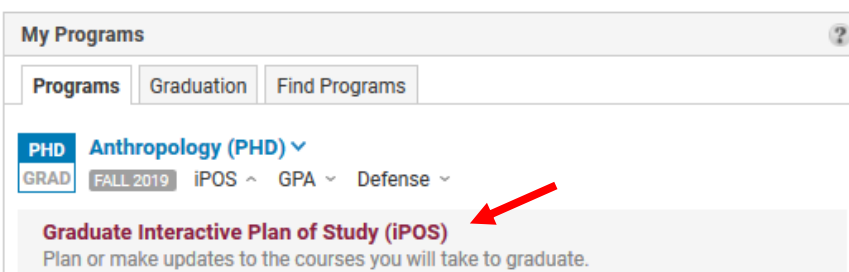 My Programs ?
Programs Graduation Find Programs
PHD Anthropology (PHD)
GRAD FALL 2019 iPOS GPA Defense
Graduate Interactive Plan of Study (iPOS)
Plan or make updates to the courses you will take to graduate.